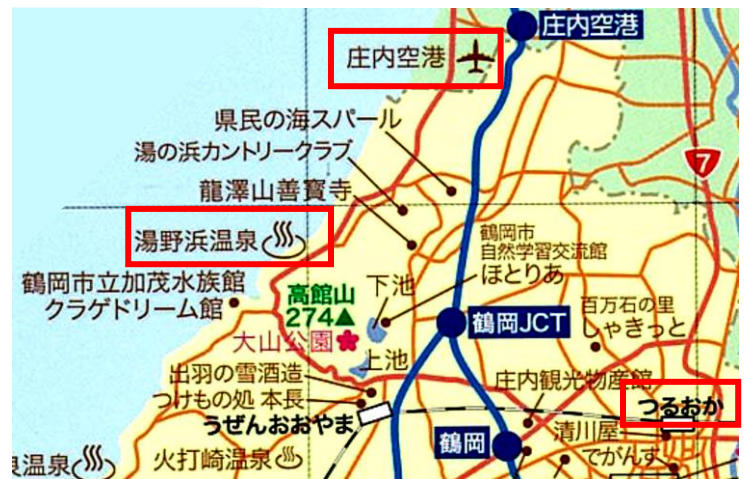 庄内空港
庄内空港
県民の海スパール
湯の浜カントリークラブ
7
龍澤山善寳寺
湯野浜温泉
鶴岡市
自然学習交流館
ほとりあ
鶴岡市立加茂水族館
クラゲドリーム館
高館山
274▲
下池
大山公園
鶴岡JCT
百万石の里
しゃきっと
上池
出羽の雪酒造
つけもの処 本長
庄内観光物産館
つるおか
うぜんおおやま
鶴岡
清川屋
でがんす
泉温泉
火打崎温泉